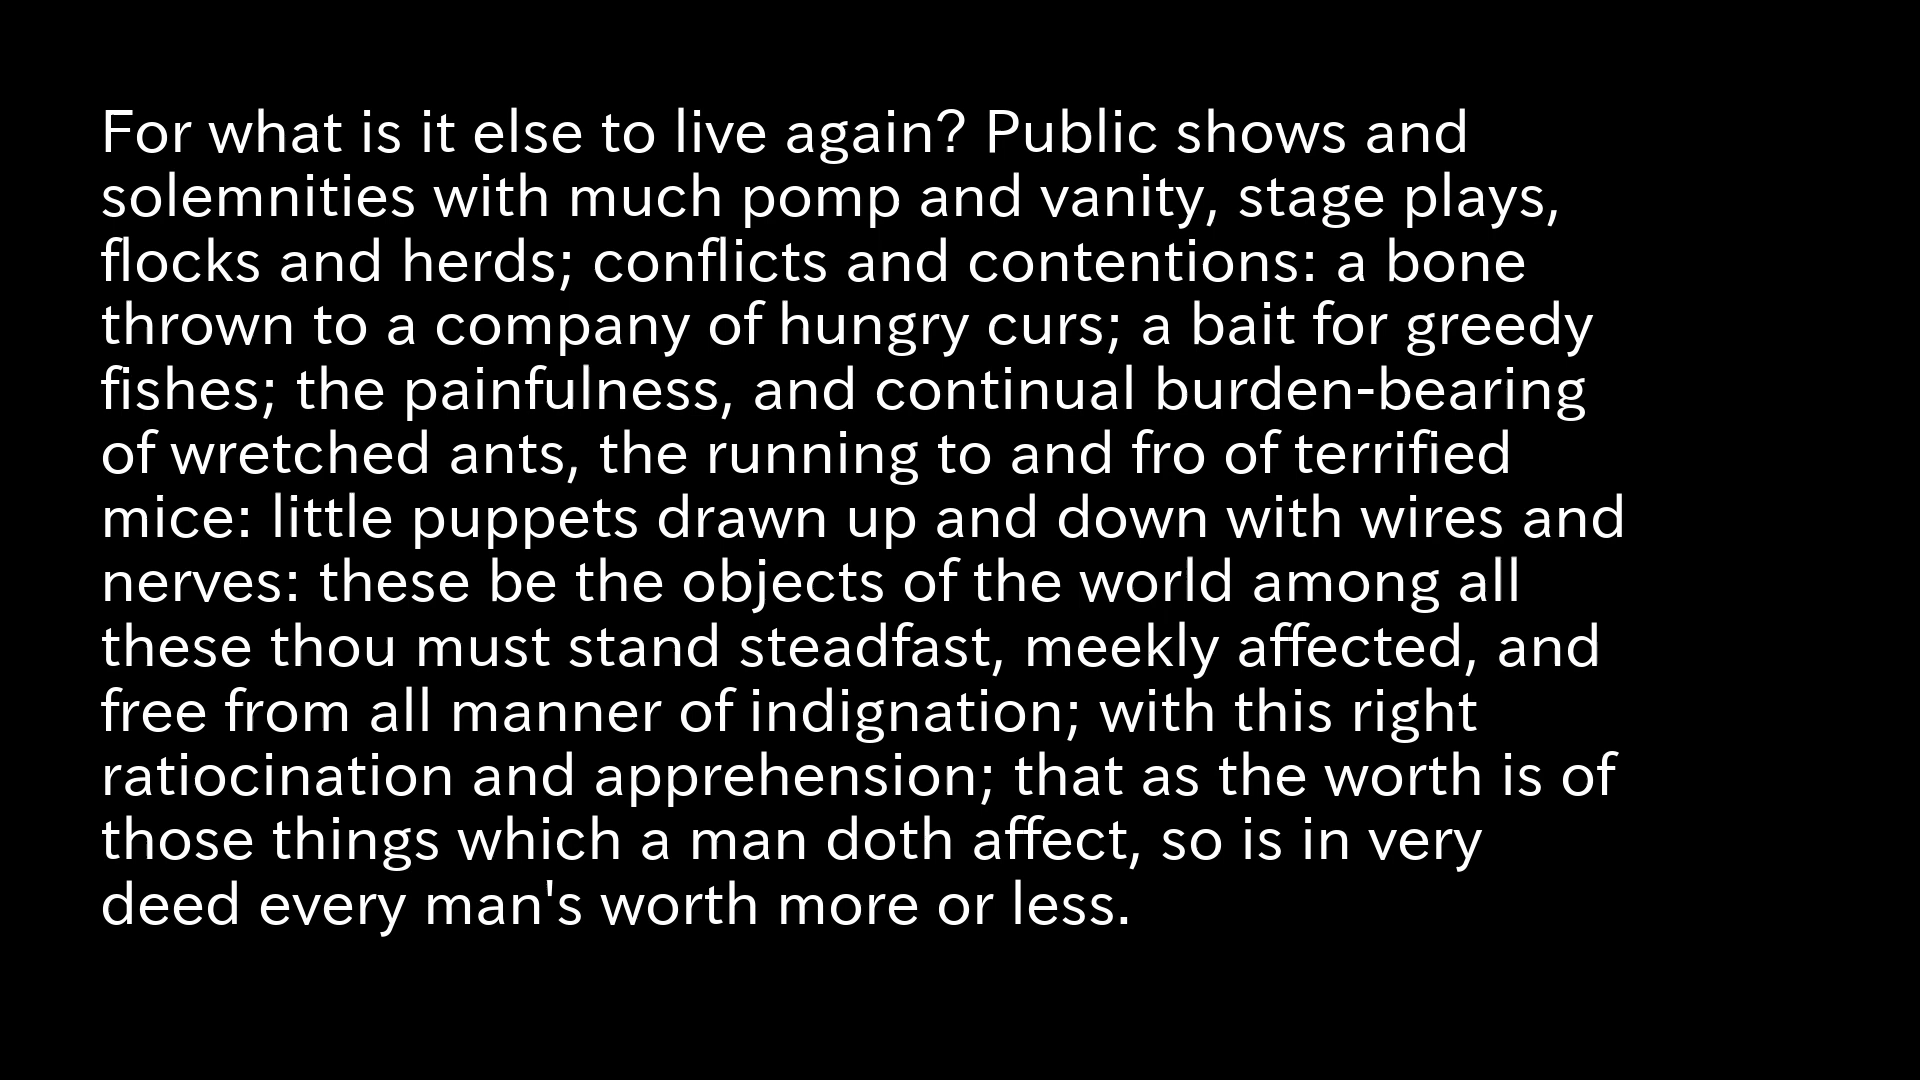 For what is it else to live again? Public shows and
solemnities with much pomp and vanity, stage plays,
flocks and herds; conflicts and contentions: a bone
thrown to a company of hungry curs; a bait for greedy
fishes; the painfulness, and continual burden-bearing
of wretched ants, the running to and fro of terrified
mice: little puppets drawn up and down with wires and
nerves: these be the objects of the world among all
these thou must stand steadfast, meekly affected, and
free from all manner of indignation; with this right
ratiocination and apprehension; that as the worth is of
those things which a man doth affect, so is in very
deed every man's worth more or less.